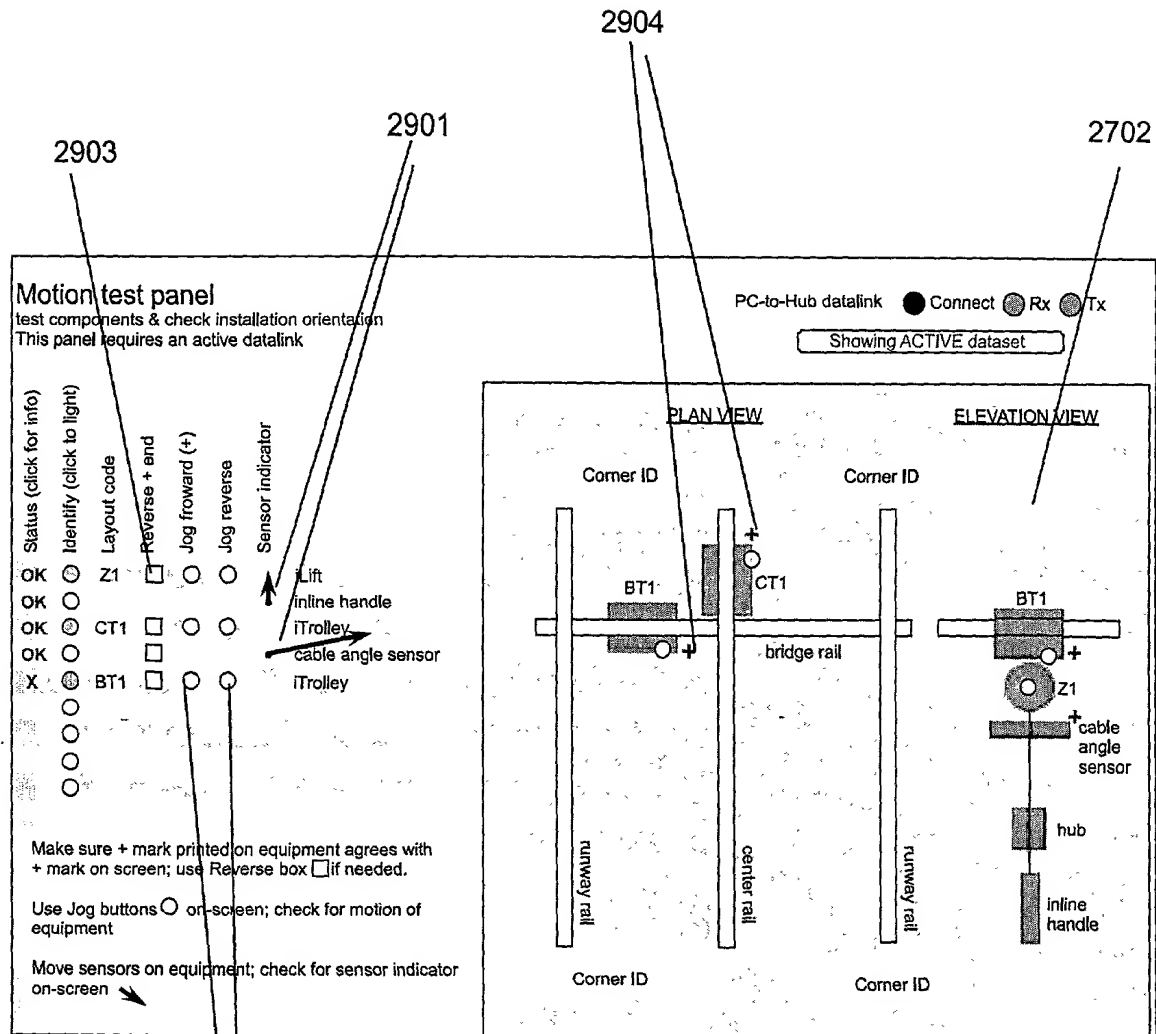 2904
2901
2903
2702
Motion test panel
test components & check installation orientation
This panel requires an active datalink
PC-to-Hub datalink Connect Rx Tx
Showing ACTIVE dataset
Status (click for info)
Identify (click to light)
Layout code
Reverse + end
Jog froward (+)
Jog reverse
Sensor indicator
OK Z1 iLift
OK inline handle
OK CT1 iTrolley
OK cable angle sensor
X BT1 iTrolley
Make sure + mark printed on equipment agrees with
+ mark on screen; use Reverse box if needed.
Use Jog buttons on-screen; check for motion of
equipment
Move sensors on equipment; check for sensor indicator
on-screen
PLAN VIEW
ELEVATION VIEW
Corner ID
Corner ID
+
CT1
BT1
+
bridge rail
runway rail
center rail
runway rail
Corner ID
Corner ID
BT1
+
Z1
+
cable
angle
sensor
hub
inline
handle